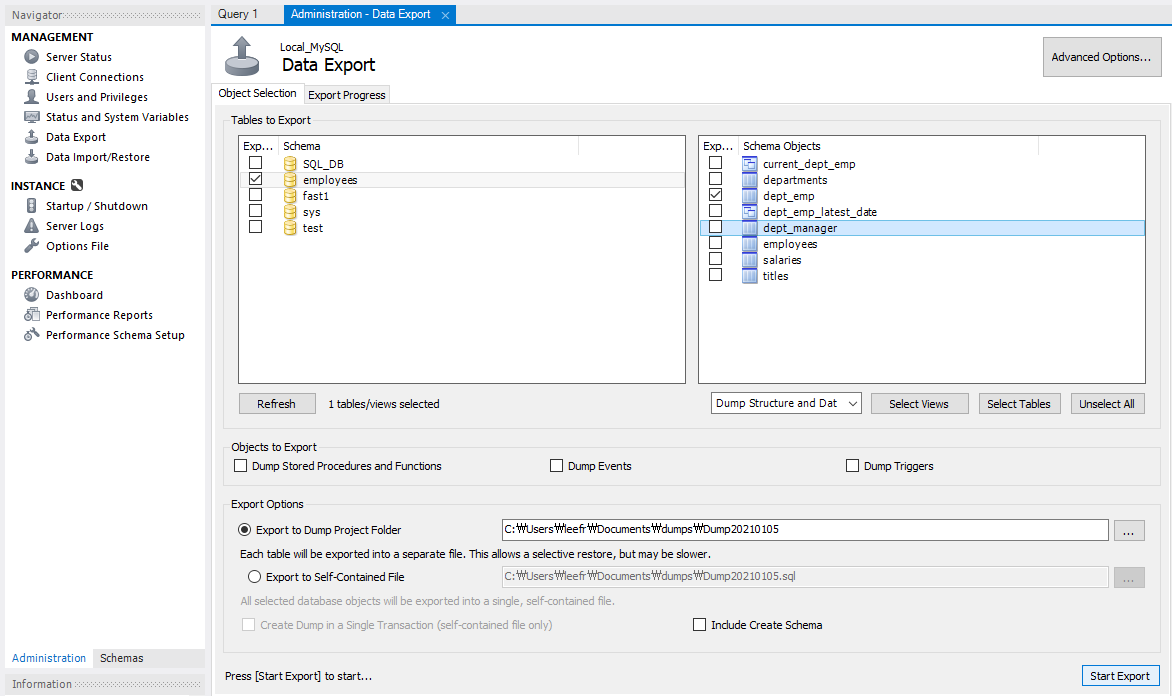 Navigator
MANAGEMENT
Server Status
Client Connections
Users and Privileges
Status and System Variables
Data Export
Data Import/Restore
INSTANCE
Startup / Shutdown
Server Logs
Options File
PERFORMANCE
Dashboard
Performance Reports
Performance Schema Setup
Administration Schemas
Information
Query 1 Administration - Data Export
Local_MySQL
Data Export
Advanced Options...
Object Selection Export Progress
Tables to Export
Exp... Schema
SQL_DB
employees
fast1
sys
test
Exp... Schema Objects
current_dept_emp
departments
dept_emp
dept_emp_latest_date
dept_manager
employees
salaries
titles
Refresh 1 tables/views selected Dump Structure and Dat Select Views Select Tables Unselect All
Objects to Export
Dump Stored Procedures and Functions Dump Events Dump Triggers
Export Options
Export to Dump Project Folder C:₩Users₩leefr₩Documents₩dumps₩Dump20210105 ...
Each table will be exported into a separate file. This allows a selective restore, but may be slower.
Export to Self-Contained File C:₩Users₩leefr₩Documents₩dumps₩Dump20210105.sql ...
All selected database objects will be exported into a single, self-contained file.
Create Dump in a Single Transaction (self-contained file only) Include Create Schema
Press [Start Export] to start... Start Export